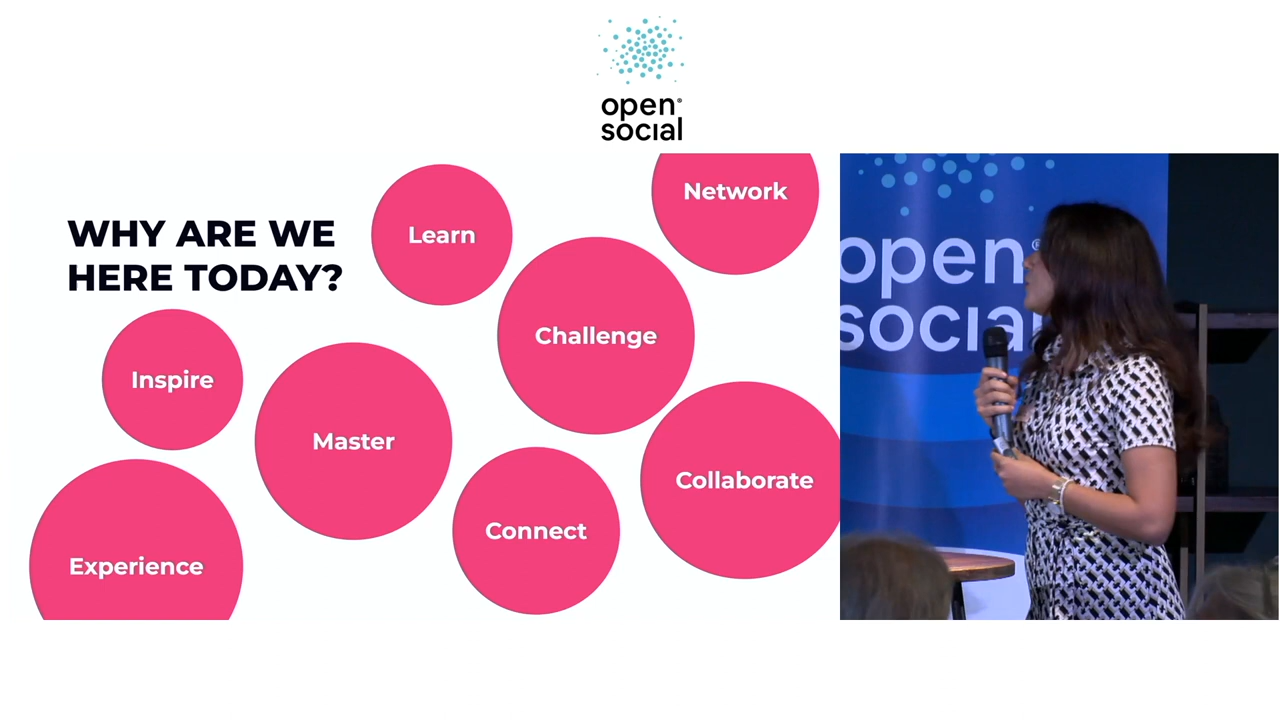 open®
social
WHY ARE WE
HERE TODAY?
Learn
Network
Challenge
Inspire
Master
Collaborate
Connect
Experience
open®
social